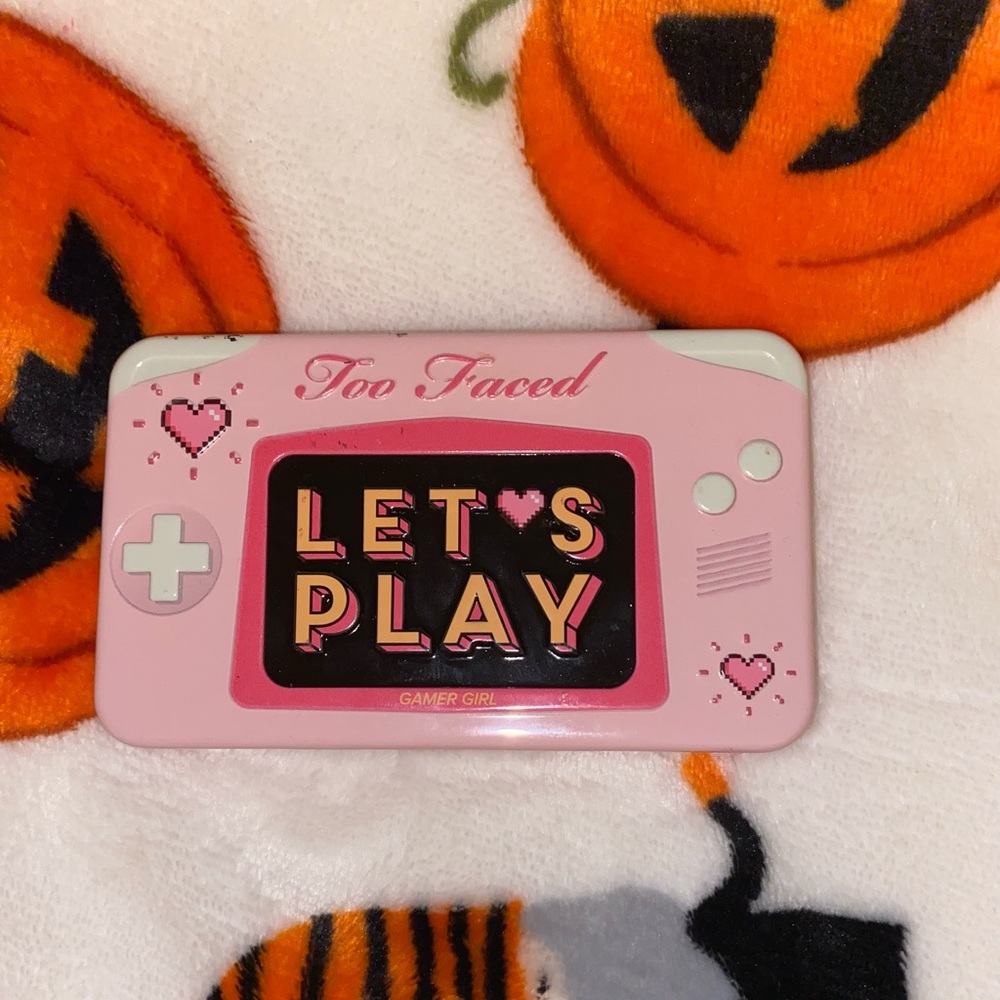 Too Faced
LET'S
PLAY
GAMER GIRL